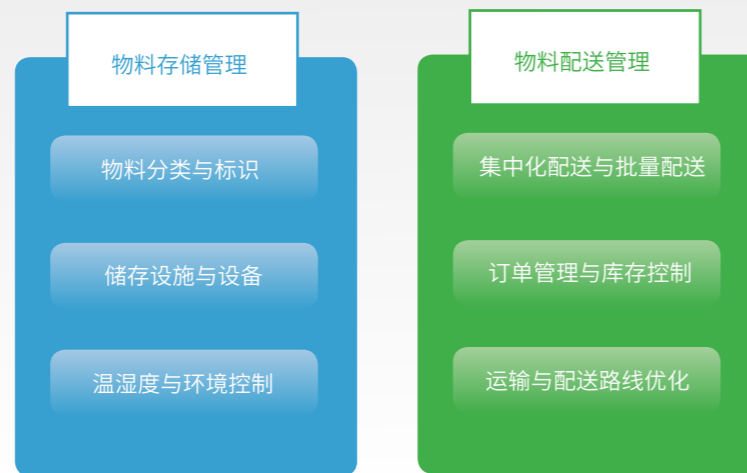 物料存储管理
物料分类与标识
储存设施与设备
温湿度与环境控制
物料配送管理
集中化配送与批量配送
订单管理与库存控制
运输与配送路线优化